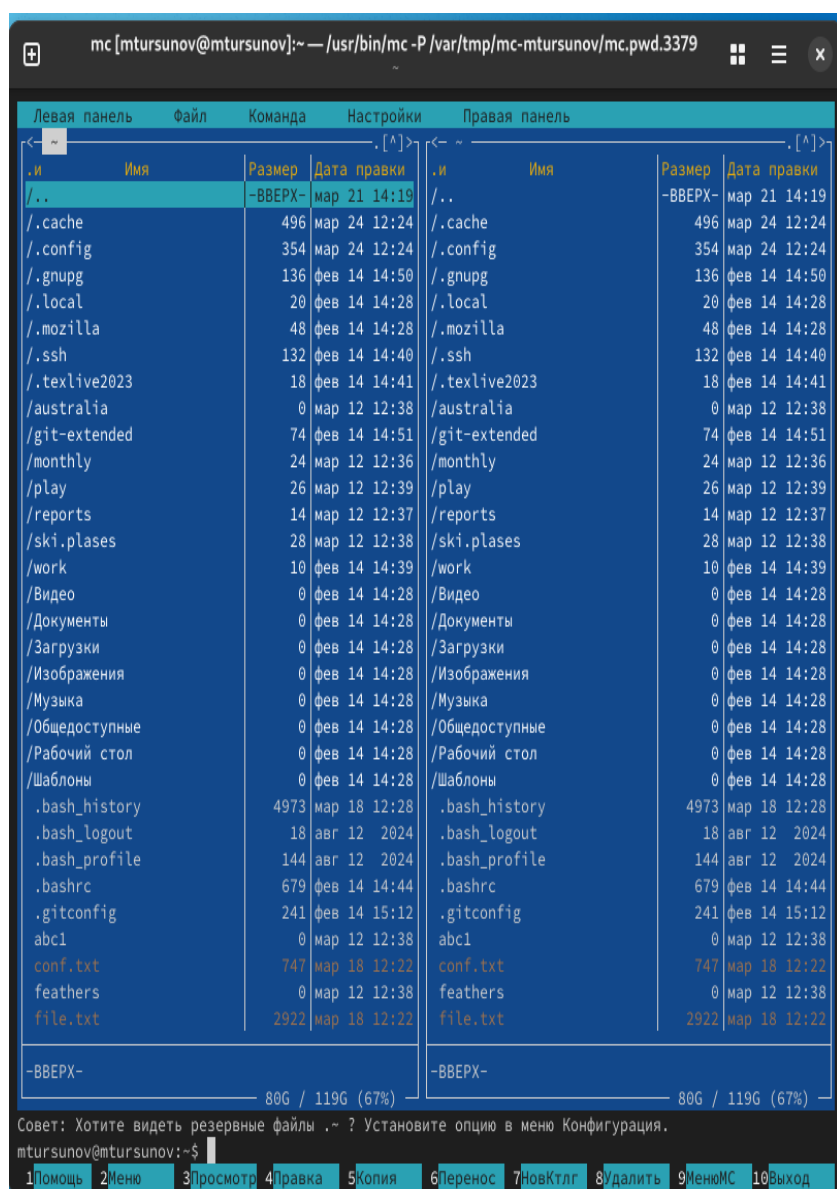 mc [mtursunov@mtursunov]:~ — /usr/bin/mc -P /var/tmp/mc-mtursunov/mc.pwd.3379
~
Левая панель Файл Команда Настройки Правая панель
<— ~ .[^]> <— ~ .[^]>
.и Имя Размер Дата правки .и Имя Размер Дата правки
/.. -ВВЕРХ- мар 21 14:19 /.. -ВВЕРХ- мар 21 14:19
/.cache 496 мар 24 12:24 /.cache 496 мар 24 12:24
/.config 354 мар 24 12:24 /.config 354 мар 24 12:24
/.gnupg 136 фев 14 14:50 /.gnupg 136 фев 14 14:50
/.local 20 фев 14 14:28 /.local 20 фев 14 14:28
/.mozilla 48 фев 14 14:28 /.mozilla 48 фев 14 14:28
/.ssh 132 фев 14 14:40 /.ssh 132 фев 14 14:40
/.texlive2023 18 фев 14 14:41 /.texlive2023 18 фев 14 14:41
/australia 0 мар 12 12:38 /australia 0 мар 12 12:38
/git-extended 74 фев 14 14:51 /git-extended 74 фев 14 14:51
/monthly 24 мар 12 12:36 /monthly 24 мар 12 12:36
/play 26 мар 12 12:39 /play 26 мар 12 12:39
/reports 14 мар 12 12:37 /reports 14 мар 12 12:37
/ski.plases 28 мар 12 12:38 /ski.plases 28 мар 12 12:38
/work 10 фев 14 14:39 /work 10 фев 14 14:39
/Видео 0 фев 14 14:28 /Видео 0 фев 14 14:28
/Документы 0 фев 14 14:28 /Документы 0 фев 14 14:28
/Загрузки 0 фев 14 14:28 /Загрузки 0 фев 14 14:28
/Изображения 0 фев 14 14:28 /Изображения 0 фев 14 14:28
/Музыка 0 фев 14 14:28 /Музыка 0 фев 14 14:28
/Общедоступные 0 фев 14 14:28 /Общедоступные 0 фев 14 14:28
/Рабочий стол 0 фев 14 14:28 /Рабочий стол 0 фев 14 14:28
/Шаблоны 0 фев 14 14:28 /Шаблоны 0 фев 14 14:28
.bash_history 4973 мар 18 12:28 .bash_history 4973 мар 18 12:28
.bash_logout 18 авг 12 2024 .bash_logout 18 авг 12 2024
.bash_profile 144 авг 12 2024 .bash_profile 144 авг 12 2024
.bashrc 679 фев 14 14:44 .bashrc 679 фев 14 14:44
.gitconfig 241 фев 14 15:12 .gitconfig 241 фев 14 15:12
abc1 0 мар 12 12:38 abc1 0 мар 12 12:38
conf.txt 747 мар 18 12:22 conf.txt 747 мар 18 12:22
feathers 0 мар 12 12:38 feathers 0 мар 12 12:38
file.txt 2922 мар 18 12:22 file.txt 2922 мар 18 12:22
-ВВЕРХ- -ВВЕРХ-
80G / 119G (67%) 80G / 119G (67%)
Совет: Хотите видеть резервные файлы .~ ? Установите опцию в меню Конфигурация.
mtursunov@mtursunov:~$
1Помощь 2Меню 3Просмотр 4Правка 5Копия 6Перенос 7НовКтлг 8Удалить 9МенюMC 10Выход